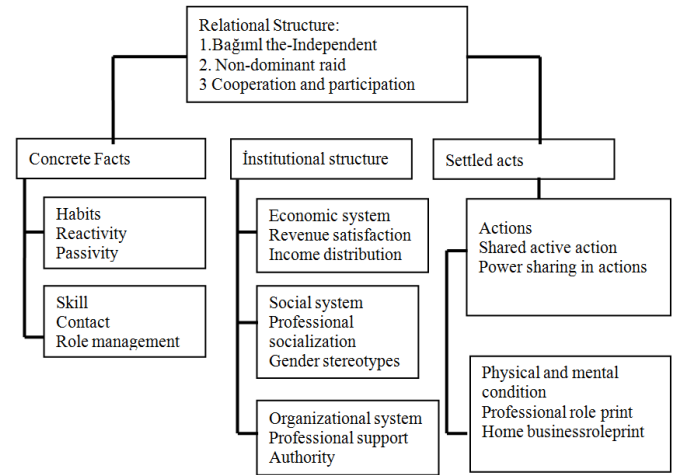 Relational Structure:
1.Bağıml the-Independent
2. Non-dominant raid
3 Cooperation and participation
Concrete Facts
İnstitutional structure
Settled acts
Habits
Reactivity
Passivity
Skill
Contact
Role management
Economic system
Revenue satisfaction
Income distribution
Social system
Professional
socialization
Gender stereotypes
Organizational system
Professional support
Authority
Actions
Shared active action
Power sharing in actions
Physical and mental
condition
Professional role print
Home businessroleprint